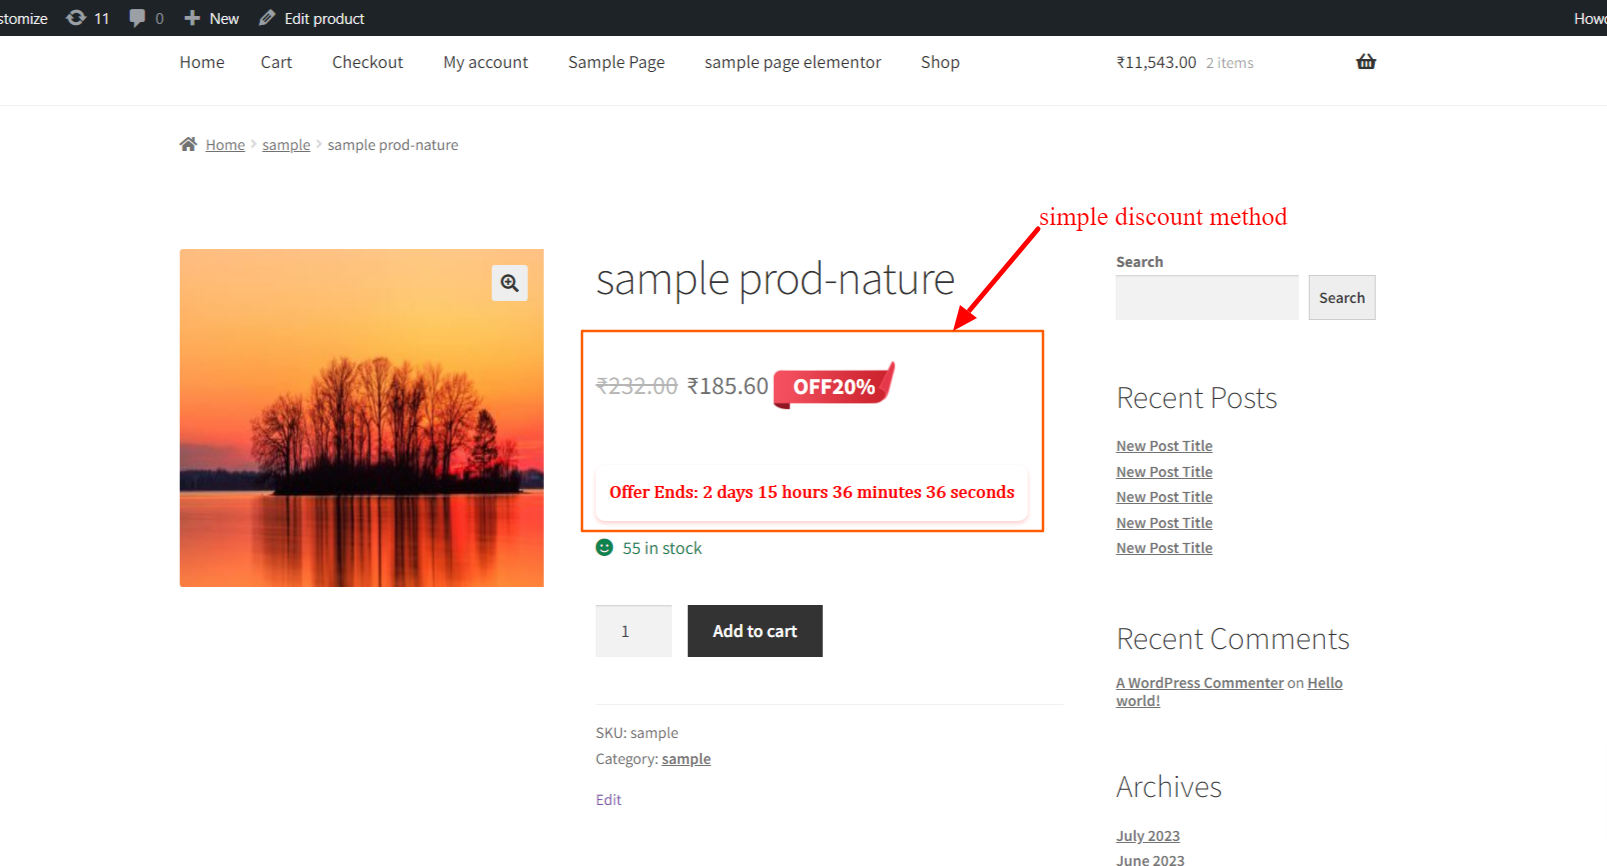 stomize 11 0 New Edit product Howd
Home Cart Checkout My account Sample Page sample page elementor Shop ₹11,543.00 2 items
Home sample sample prod-nature
simple discount method
sample prod-nature
₹232.00 ₹185.60 OFF20%
Offer Ends: 2 days 15 hours 36 minutes 36 seconds
55 in stock
1 Add to cart
SKU: sample
Category: sample
Edit
Search
Search
Recent Posts
New Post Title
New Post Title
New Post Title
New Post Title
New Post Title
Recent Comments
A WordPress Commenter on Hello
world!
Archives
July 2023
June 2023